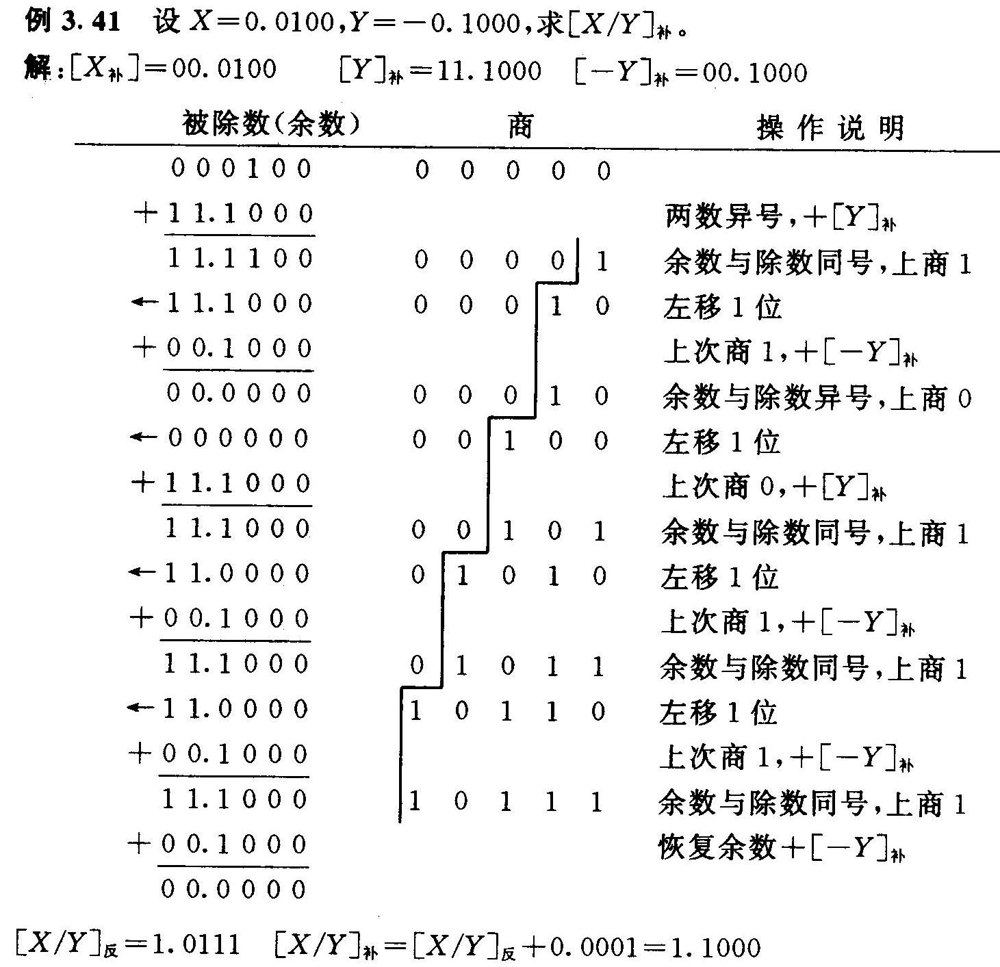 例 3.41 设 X=0.0100,Y=-0.1000,求[X/Y]补。
解:[X补]=00.0100 [Y]补=11.1000 [-Y]补=00.1000
被除数(余数) 商 操作说明
000100 0 0 0 0 0
+11.1000 两数异号,+[Y]补
11.1100 0 0 0 0 1 余数与除数同号,上商1
←11.1000 0 0 0 1 0 左移1位
+00.1000 上次商1,+[-Y]补
00.0000 0 0 0 1 0 余数与除数异号,上商0
←000000 0 0 1 0 0 左移1位
+11.1000 上次商0,+[Y]补
11.1000 0 0 1 0 1 余数与除数同号,上商1
←11.0000 0 1 0 1 0 左移1位
+00.1000 上次商1,+[-Y]补
11.1000 0 1 0 1 1 余数与除数同号,上商1
←11.0000 1 0 1 1 0 左移1位
+00.1000 上次商1,+[-Y]补
11.1000 1 0 1 1 1 余数与除数同号,上商1
+00.1000 恢复余数+[-Y]补
00.0000
[X/Y]反=1.0111 [X/Y]补=[X/Y]反+0.0001=1.1000